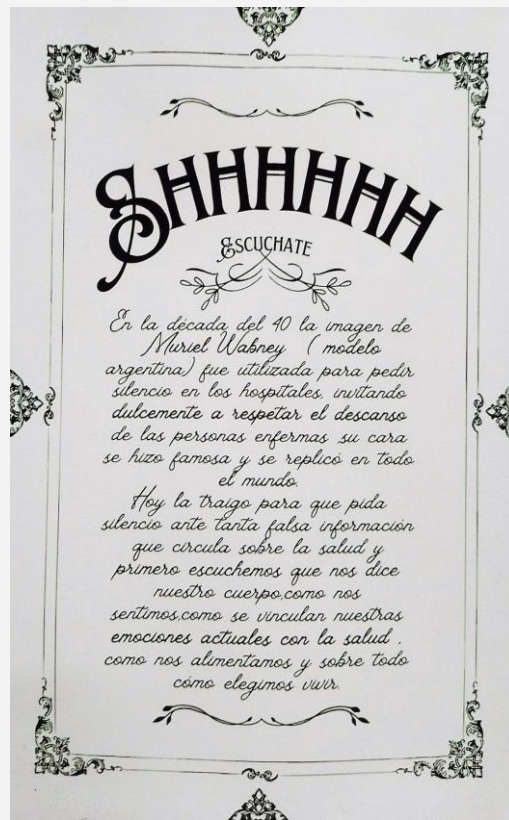 SHHHHHH
ESCUCHATE
En la década del 40 la imagen de
Muriel Wabney ( modelo
argentina) fue utilizada para pedir
silencio en los hospitales, invitando
dulcemente a respetar el descanso
de las personas enfermas su cara
se hizo famosa y se replicó en todo
el mundo.
Hoy la traigo para que pida
silencio ante tanta falsa información
que circula sobre la salud y
primero escuchemos que nos dice
nuestro cuerpo,como nos
sentimos,como se vinculan nuestras
emociones actuales con la salud .
como nos alimentamos y sobre todo
cómo elegimos vivir.